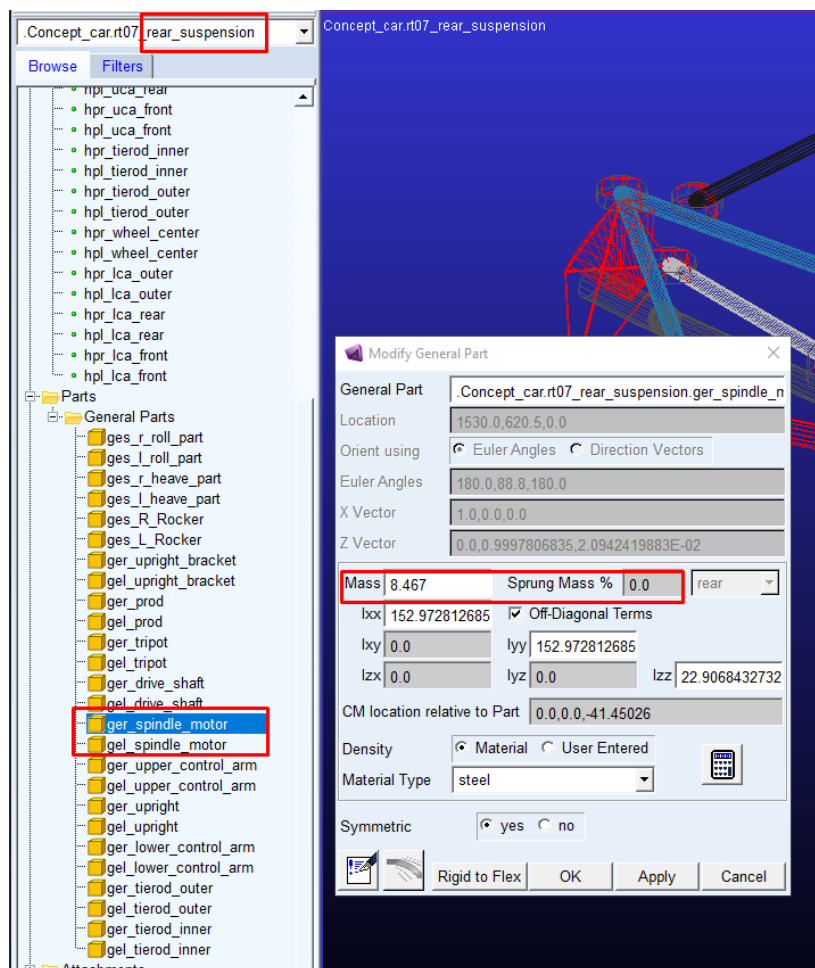 .Concept_car.rt07_rear_suspension
Browse Filters
hpl_uca_rear
hpr_uca_front
hpl_uca_front
hpr_tierod_inner
hpl_tierod_inner
hpr_tierod_outer
hpl_tierod_outer
hpr_wheel_center
hpl_wheel_center
hpr_lca_outer
hpl_lca_outer
hpr_lca_rear
hpl_lca_rear
hpr_lca_front
hpl_lca_front
Parts
General Parts
ges_r_roll_part
ges_l_roll_part
ges_r_heave_part
ges_l_heave_part
ges_R_Rocker
ges_L_Rocker
ger_upright_bracket
gel_upright_bracket
ger_prod
gel_prod
ger_tripot
gel_tripot
ger_drive_shaft
gel_drive_shaft
ger_spindle_motor
gel_spindle_motor
ger_upper_control_arm
gel_upper_control_arm
ger_upright
gel_upright
ger_lower_control_arm
gel_lower_control_arm
ger_tierod_outer
gel_tierod_outer
ger_tierod_inner
gel_tierod_inner
Attachments
Concept_car.rt07_rear_suspension
Modify General Part
General Part .Concept_car.rt07_rear_suspension.ger_spindle_m
Location 1530.0,620.5,0.0
Orient using Euler Angles Direction Vectors
Euler Angles 180.0,88.8,180.0
X Vector 1.0,0.0,0.0
Z Vector 0.0,0.9997806835,2.0942419883E-02
Mass 8.467 Sprung Mass % 0.0 rear
Ixx 152.972812685 Off-Diagonal Terms
Ixy 0.0 Iyy 152.972812685
Izx 0.0 Iyz 0.0 Izz 22.9068432732
CM location relative to Part 0.0,0.0,-41.45026
Density Material User Entered
Material Type steel
Symmetric yes no
Rigid to Flex OK Apply Cancel